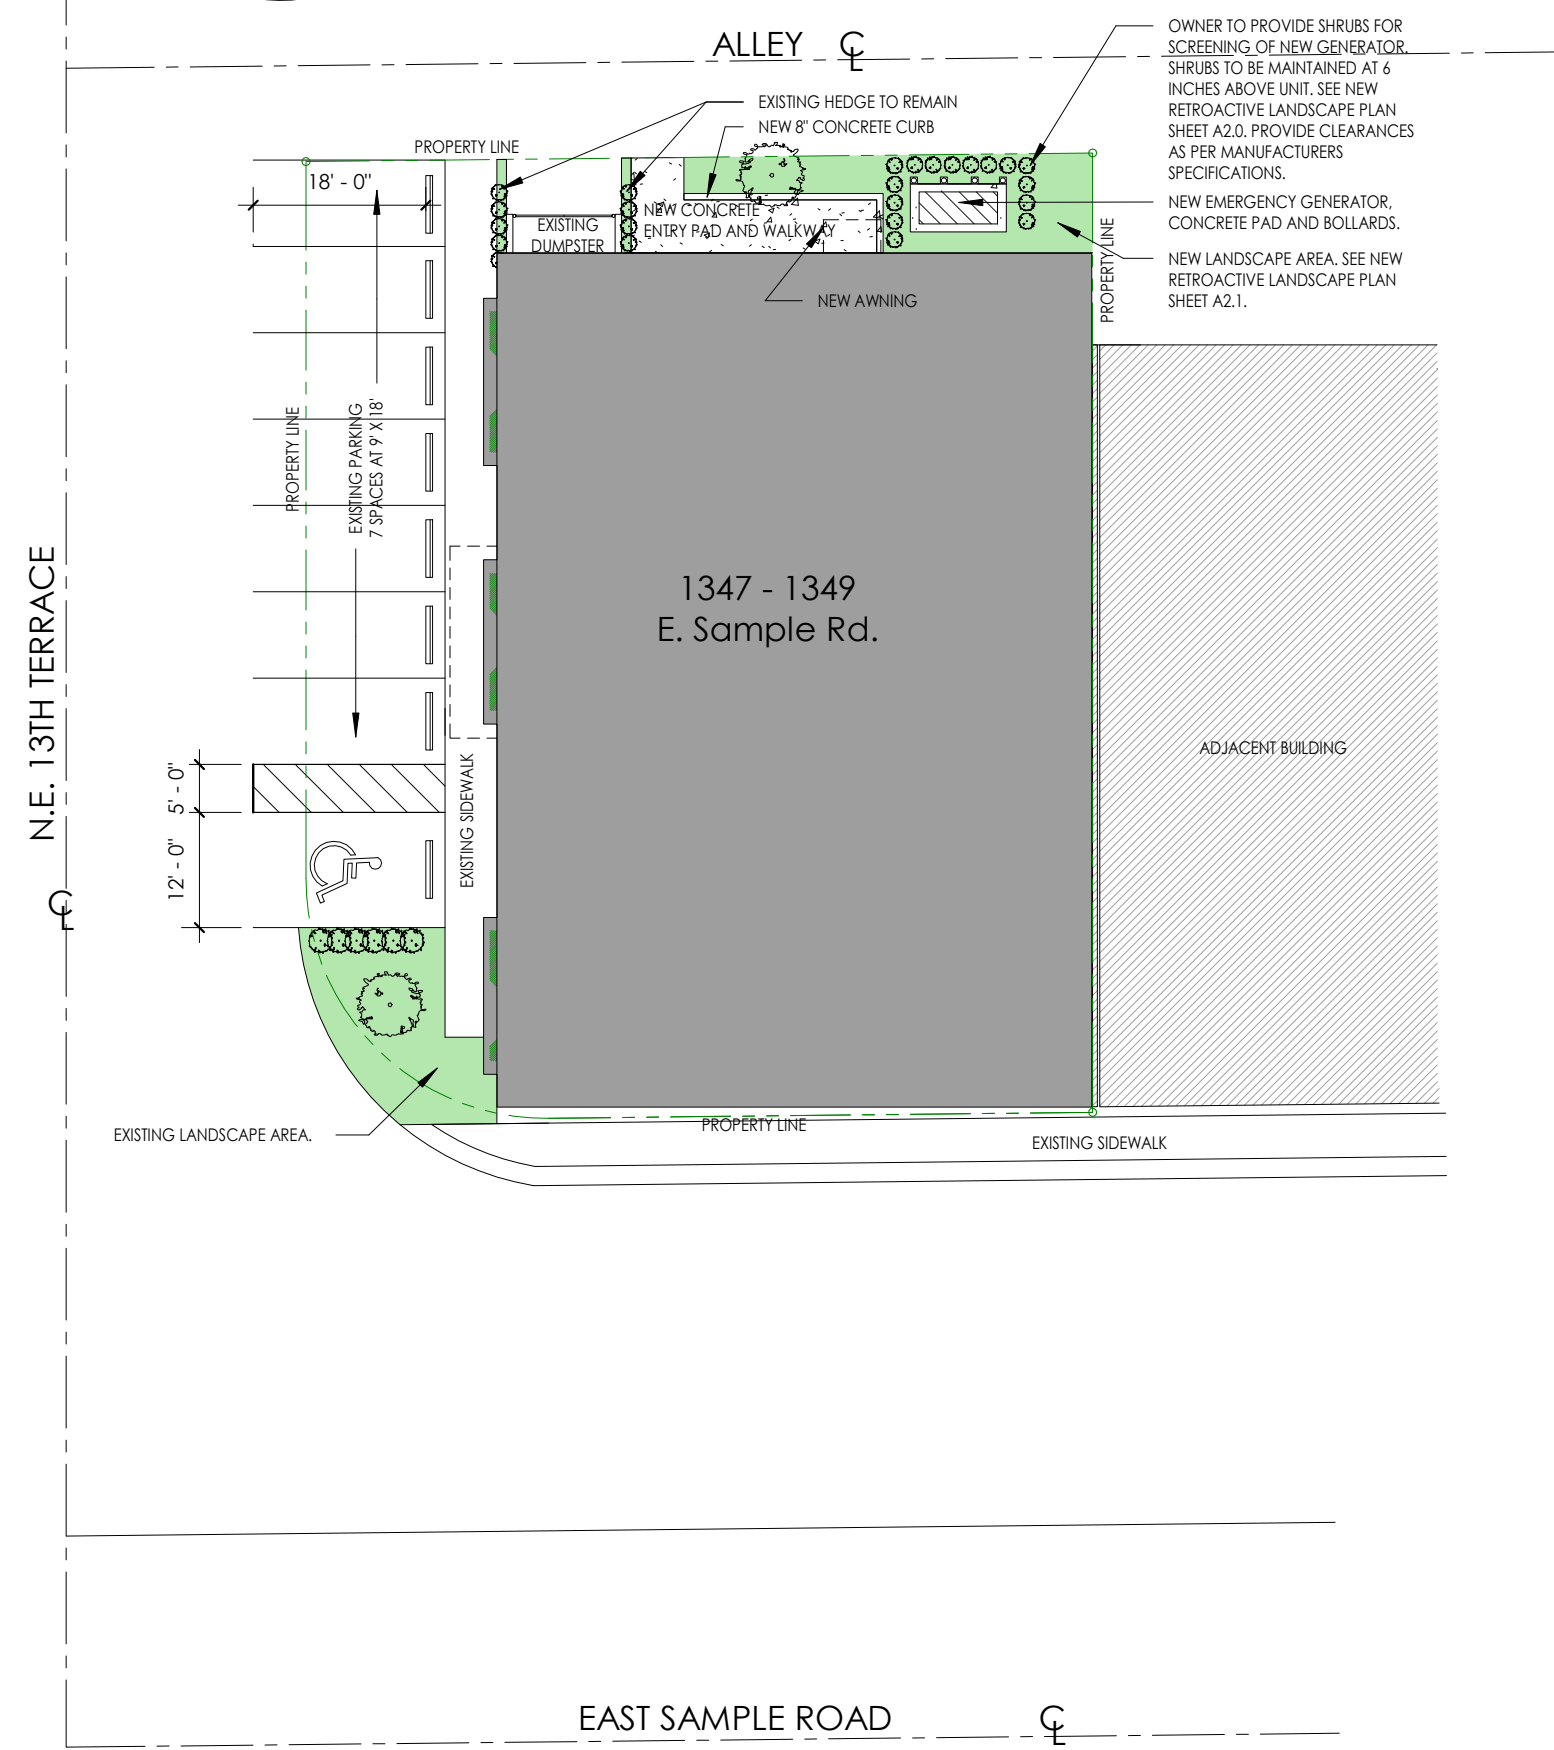 ALLEY ℄
OWNER TO PROVIDE SHRUBS FOR
SCREENING OF NEW GENERATOR.
SHRUBS TO BE MAINTAINED AT 6
INCHES ABOVE UNIT. SEE NEW
RETROACTIVE LANDSCAPE PLAN
SHEET A2.0. PROVIDE CLEARANCES
AS PER MANUFACTURERS
SPECIFICATIONS.
EXISTING HEDGE TO REMAIN
NEW 8" CONCRETE CURB
PROPERTY LINE
18' - 0"
NEW CONCRETE
ENTRY PAD AND WALKWAY
EXISTING
DUMPSTER
NEW EMERGENCY GENERATOR,
CONCRETE PAD AND BOLLARDS.
NEW LANDSCAPE AREA. SEE NEW
RETROACTIVE LANDSCAPE PLAN
SHEET A2.1.
NEW AWNING
PROPERTY LINE
PROPERTY LINE
EXISTING PARKING
7 SPACES AT 9' X 18'
1347 - 1349
E. Sample Rd.
N.E. 13TH TERRACE
℄
ADJACENT BUILDING
5' - 0"
12' - 0"
EXISTING SIDEWALK
EXISTING LANDSCAPE AREA.
PROPERTY LINE
EXISTING SIDEWALK
EAST SAMPLE ROAD ℄